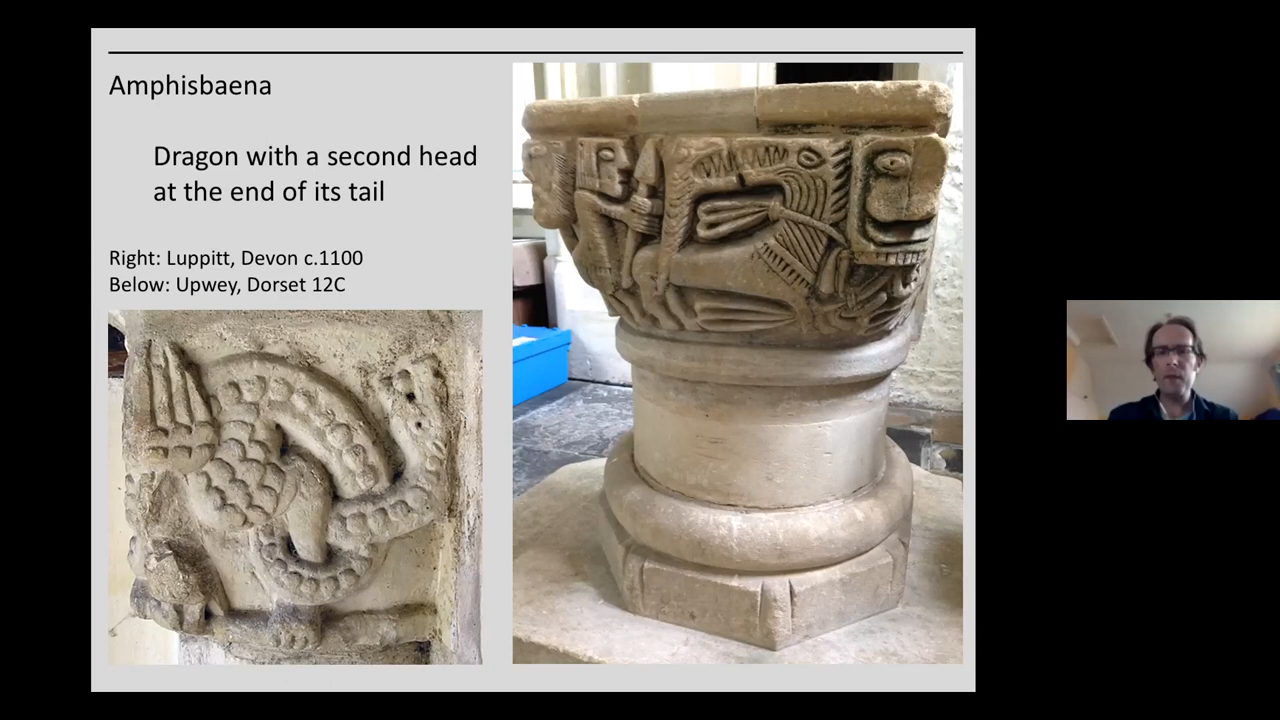 Amphisbaena
Dragon with a second head
at the end of its tail
Right: Luppitt, Devon c.1100
Below: Upwey, Dorset 12C